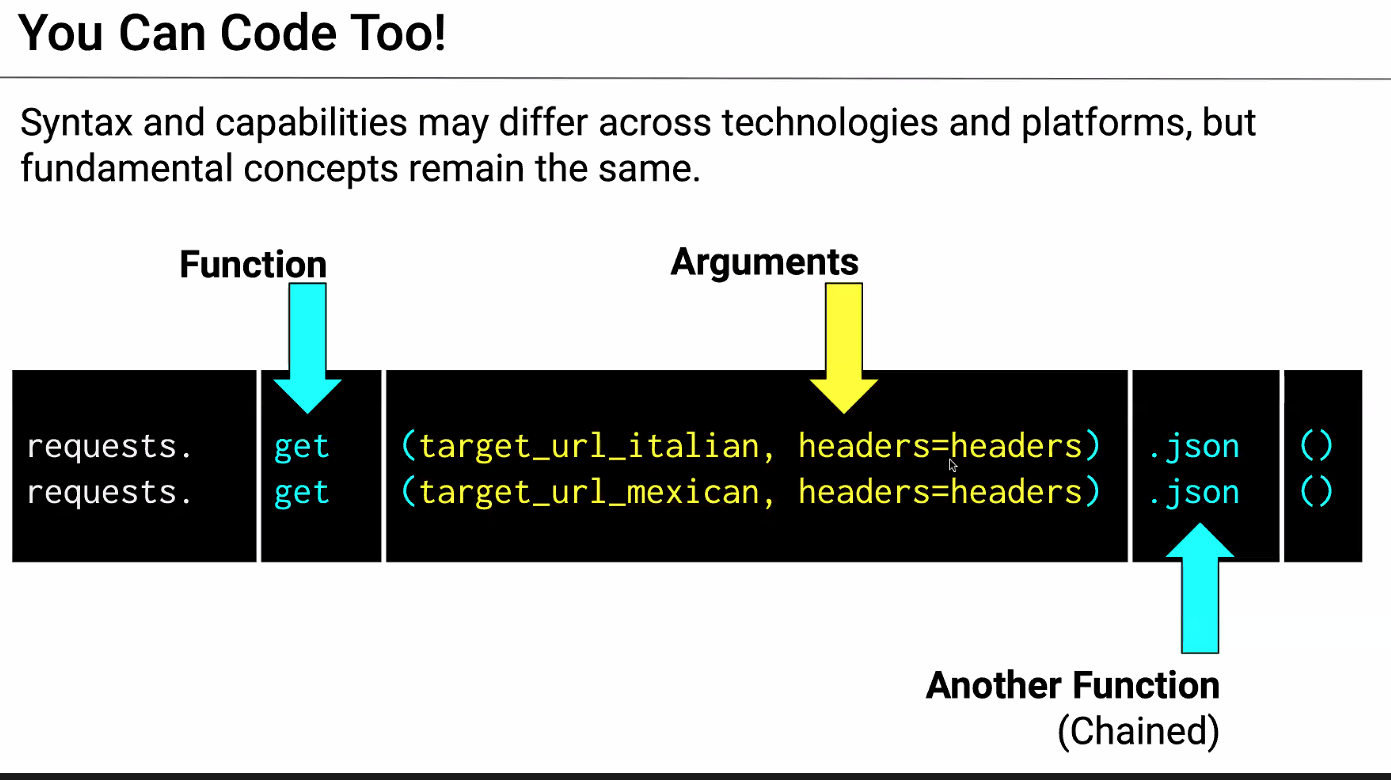 You Can Code Too!
Syntax and capabilities may differ across technologies and platforms, but
fundamental concepts remain the same.
Function
Arguments
requests. get (target_url_italian, headers=headers) .json ()
requests. get (target_url_mexican, headers=headers) .json ()
Another Function
(Chained)